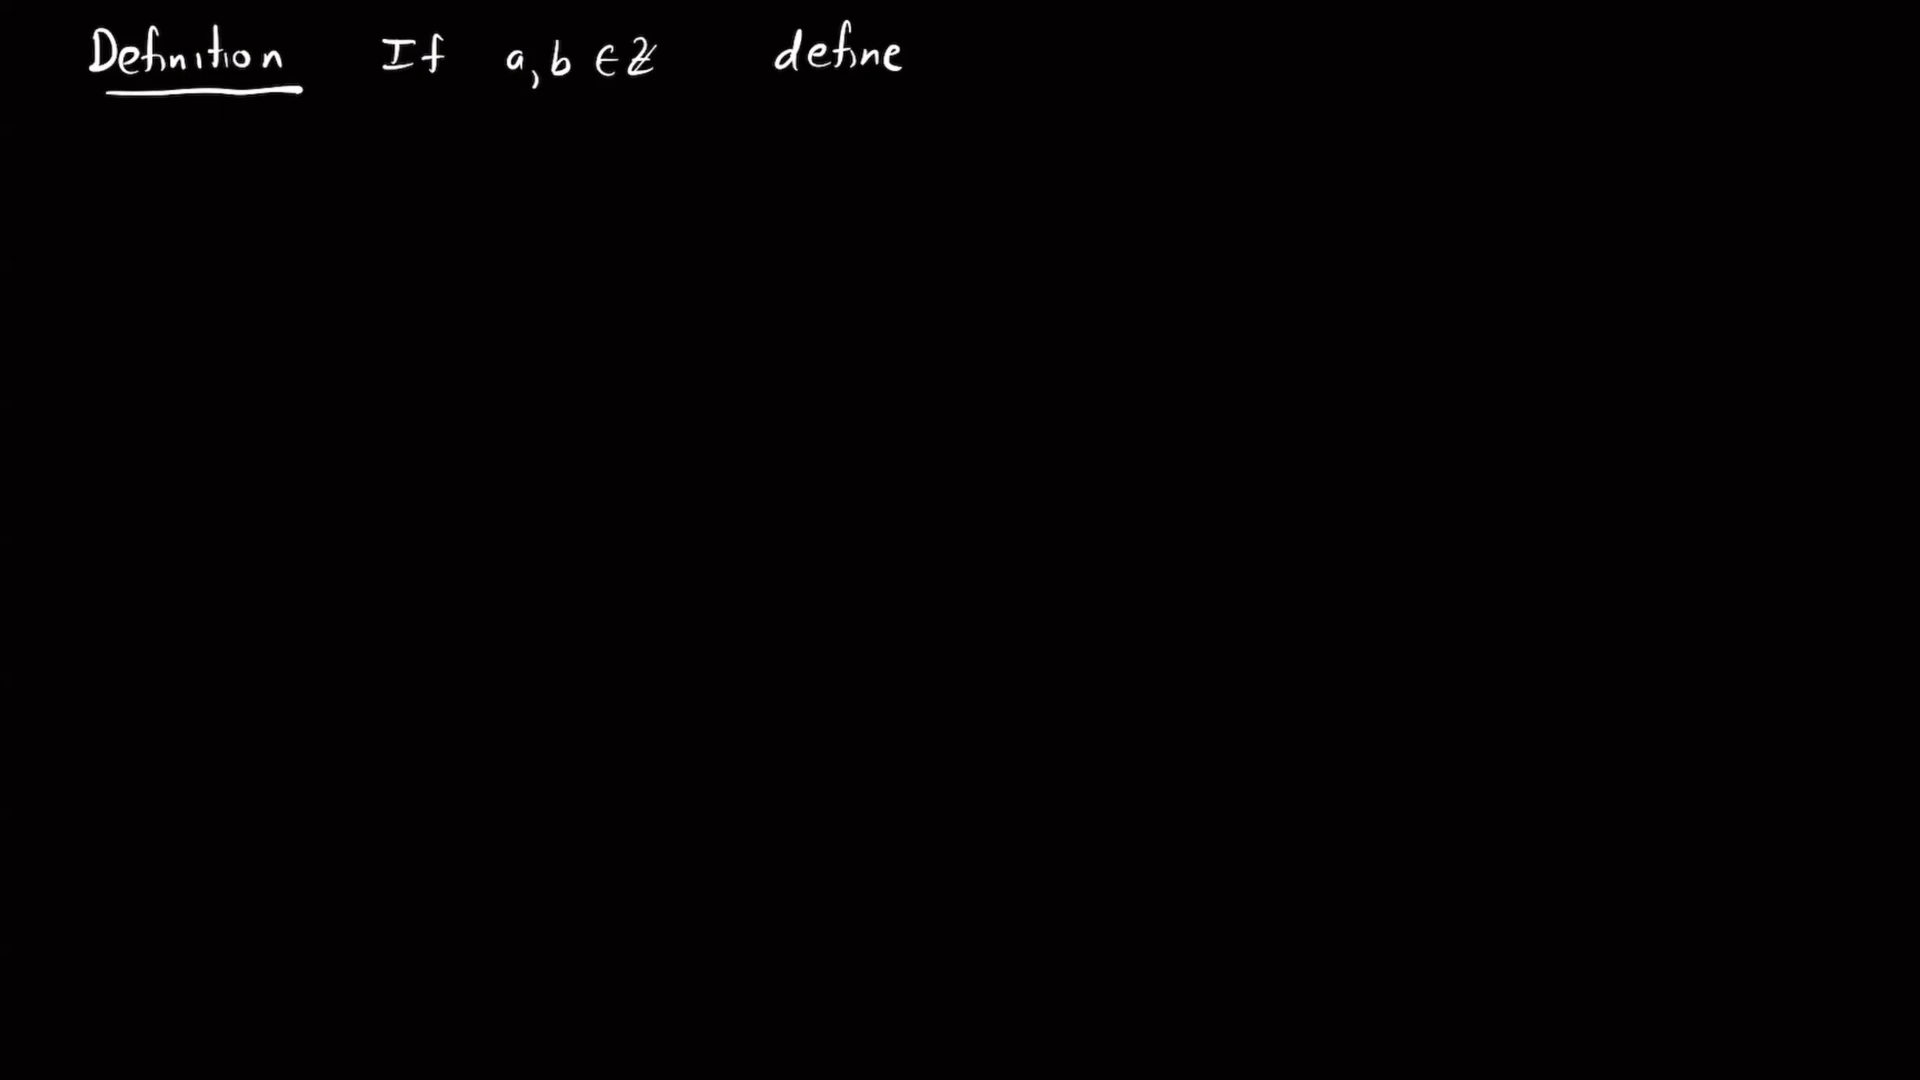 Definition If a, b ∈ ℤ define